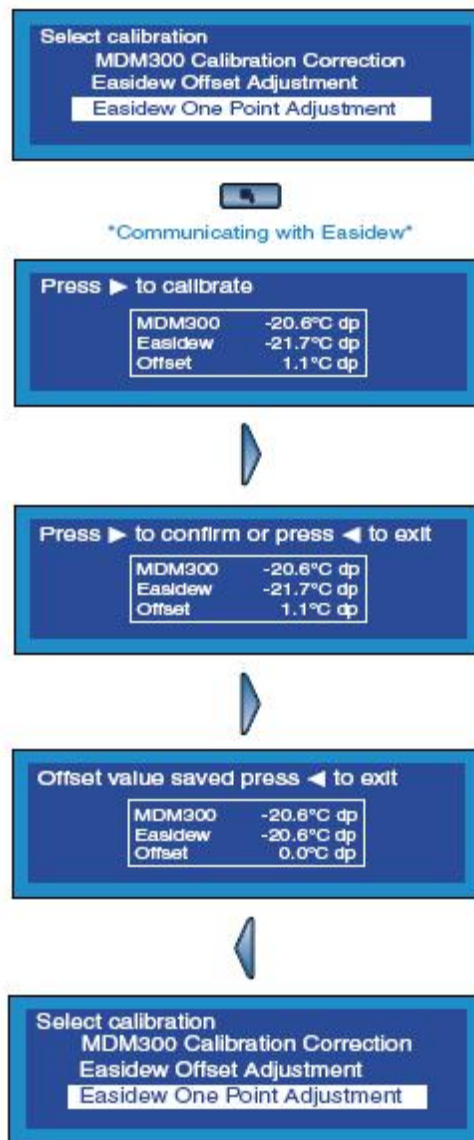 Select calibration
MDM300 Calibration Correction
Easidew Offset Adjustment
Easidew One Point Adjustment
"Communicating with Easidew"
Press ▶ to calibrate
MDM300 -20.6°C dp
Easidew -21.7°C dp
Offset 1.1°C dp
Press ▶ to confirm or press ◀ to exit
MDM300 -20.6°C dp
Easidew -21.7°C dp
Offset 1.1°C dp
Offset value saved press ◀ to exit
MDM300 -20.6°C dp
Easidew -20.6°C dp
Offset 0.0°C dp
Select calibration
MDM300 Calibration Correction
Easidew Offset Adjustment
Easidew One Point Adjustment